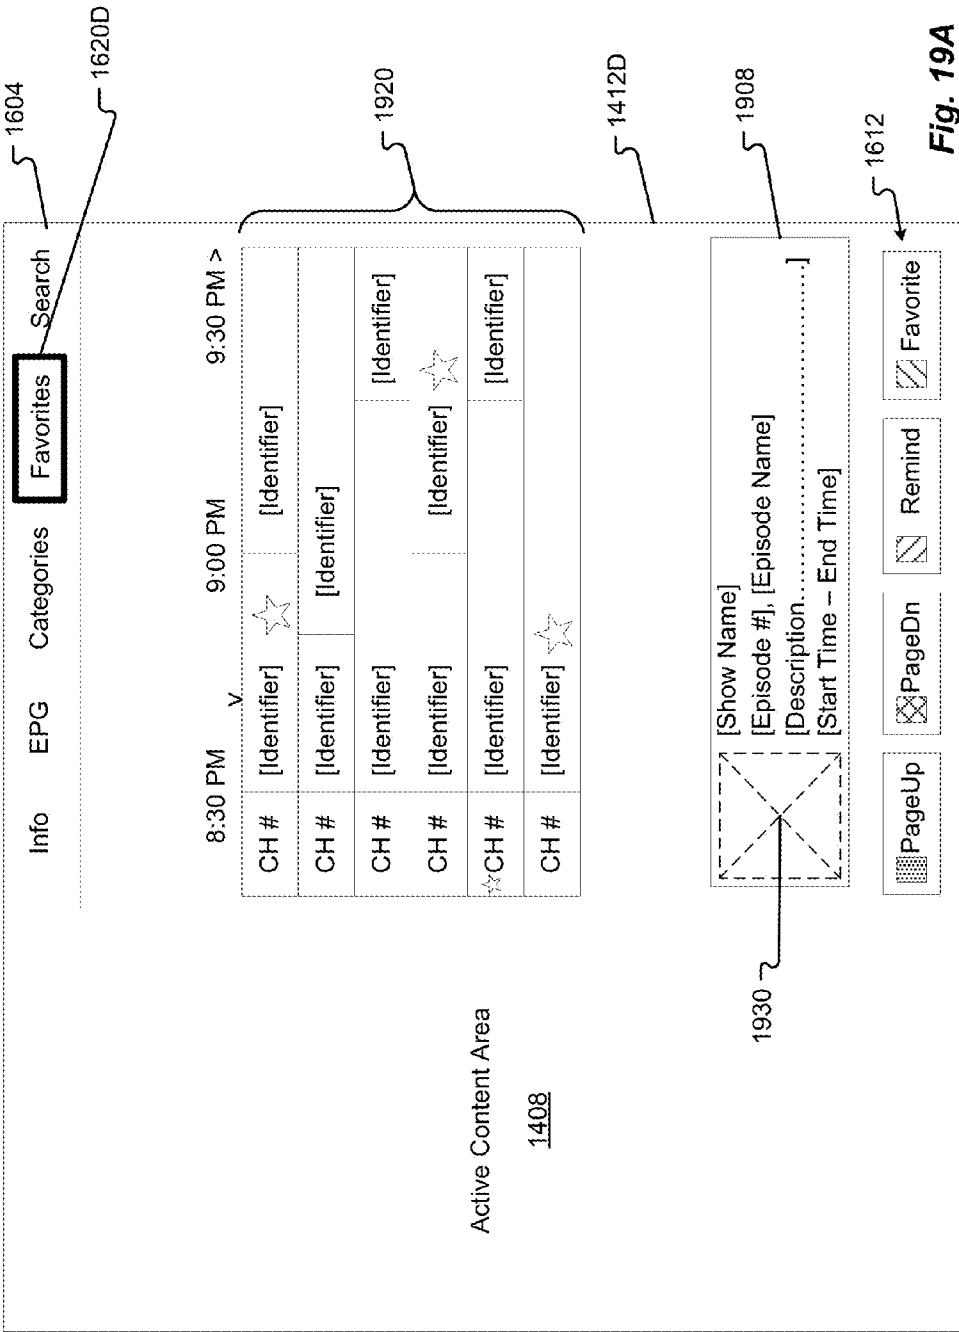 1604
Info EPG Categories Favorites Search
1620D
8:30 PM v 9:00 PM 9:30 PM >
CH # [Identifier] [Identifier]
CH # [Identifier] [Identifier]
CH # [Identifier] [Identifier]
CH # [Identifier] [Identifier]
CH # [Identifier] [Identifier]
CH # [Identifier]
1920
Active Content Area
1408
1412D
[Show Name]
[Episode #], [Episode Name]
[Description.......................................]
[Start Time – End Time]
1908
1930
PageUp PageDn Remind Favorite
1612
Fig. 19A